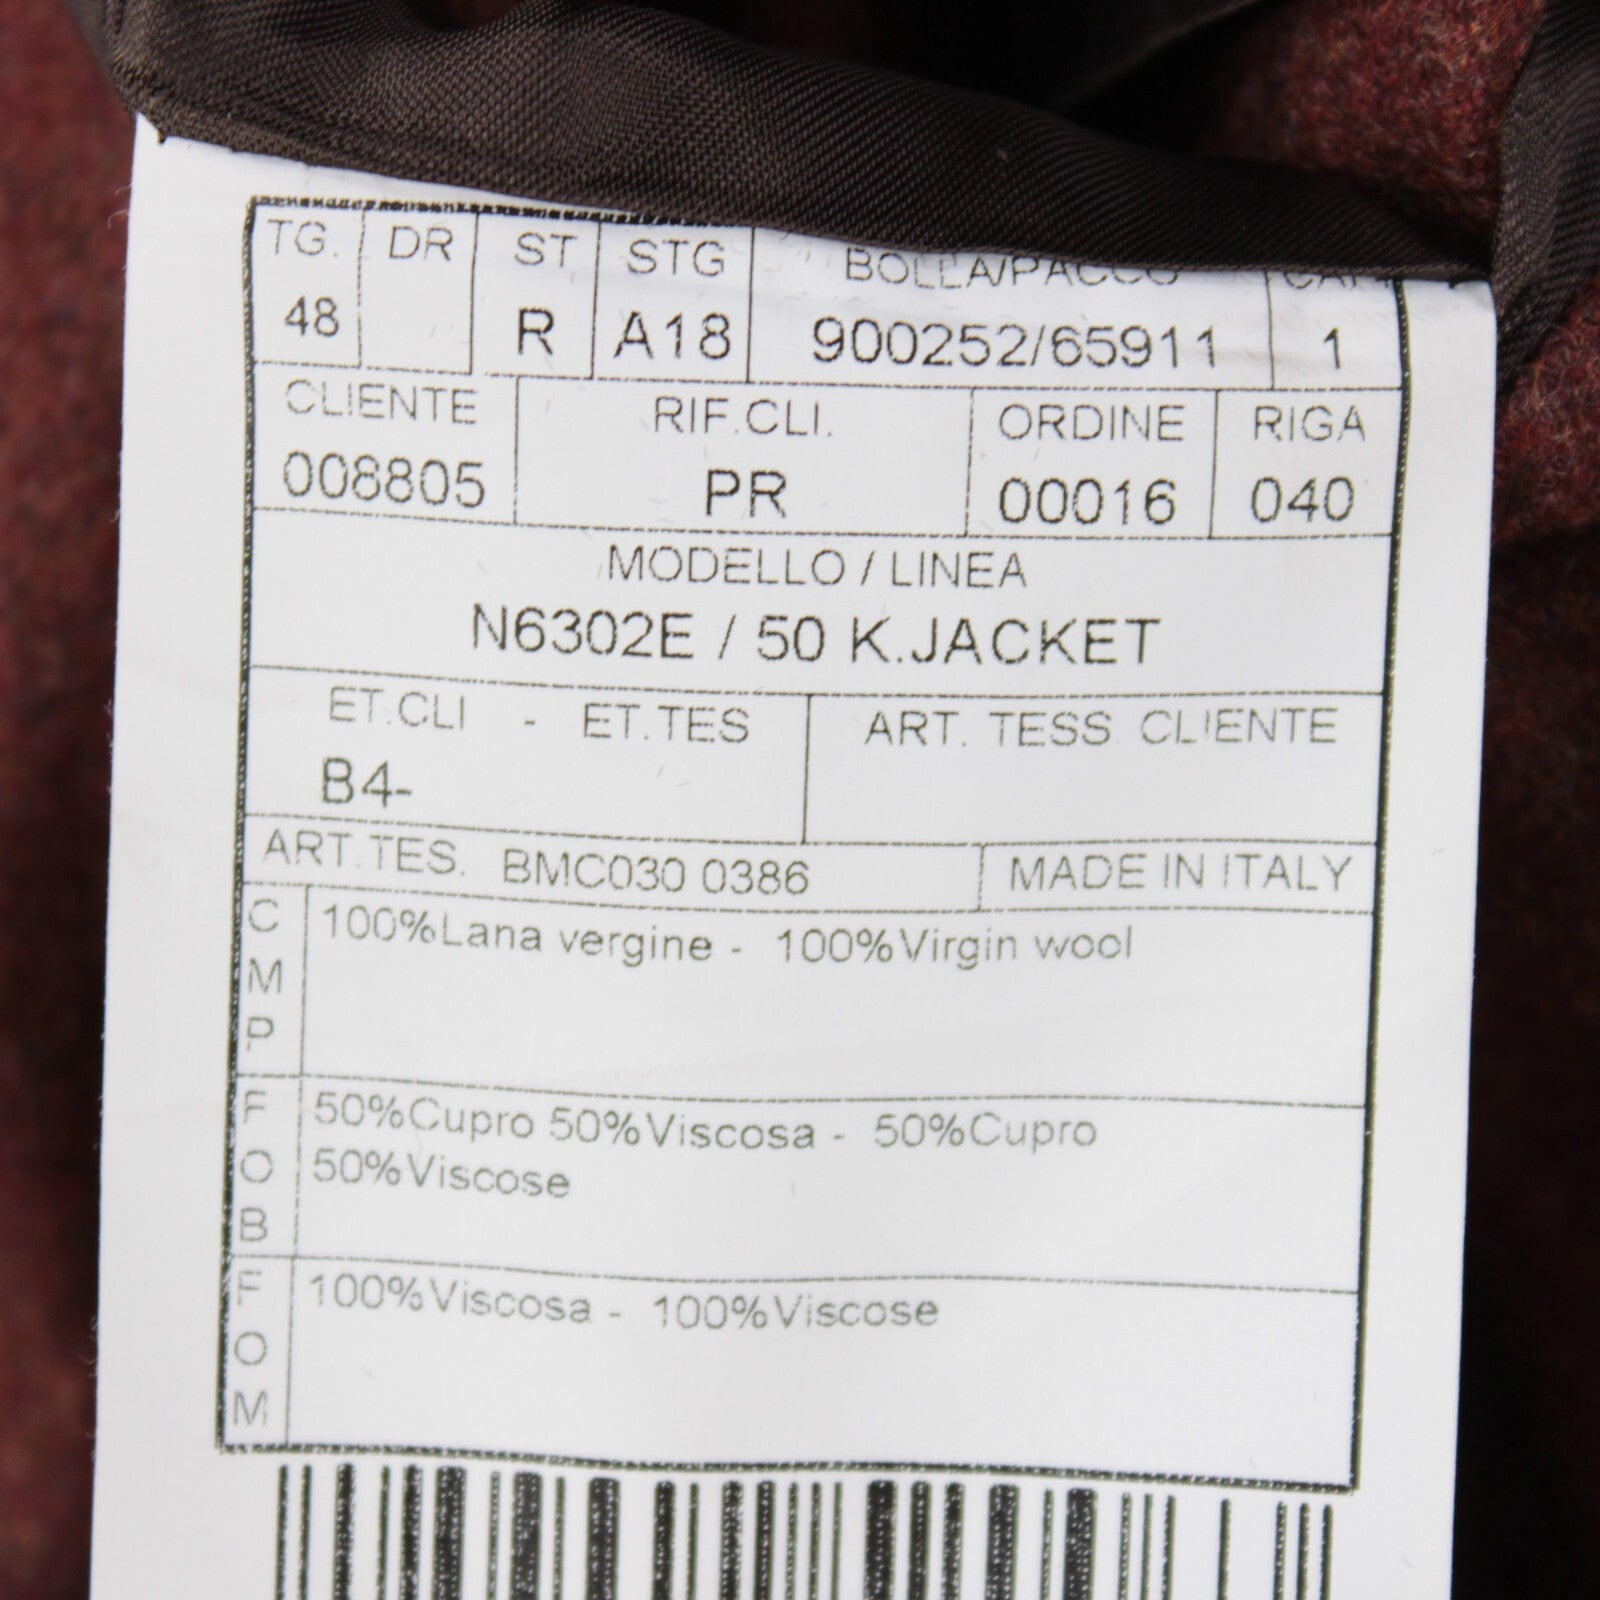 TG. DR ST STG BOLLA/PACCO
48 R A18 900252/65911 1
CLIENTE RIF.CLI. ORDINE RIGA
008805 PR 00016 040
MODELLO / LINEA
N6302E / 50 K.JACKET
ET.CLI - ET.TES ART. TESS CLIENTE
B4-
ART.TES. BMC030 0386 MADE IN ITALY
CMP 100%Lana vergine - 100%Virgin wool
FOB 50%Cupro 50%Viscosa - 50%Cupro
50%Viscose
FOM 100%Viscosa - 100%Viscose